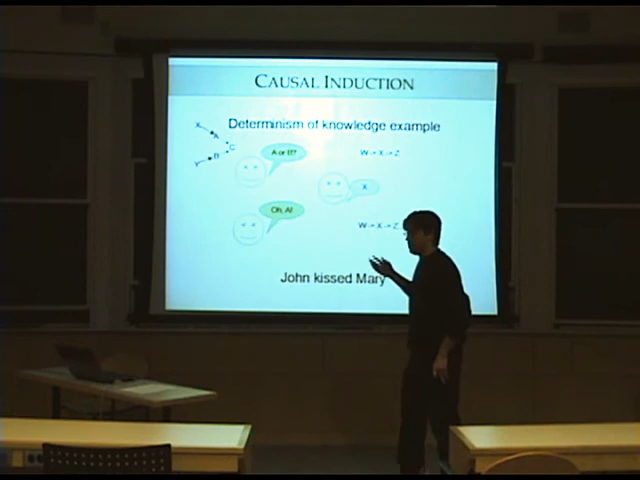 CAUSAL INDUCTION
Determinism of knowledge example
X
A
C
Y
B
A or B?
W -> X -> Z
X
Oh, A!
W -> X -> Z
John kissed Mary